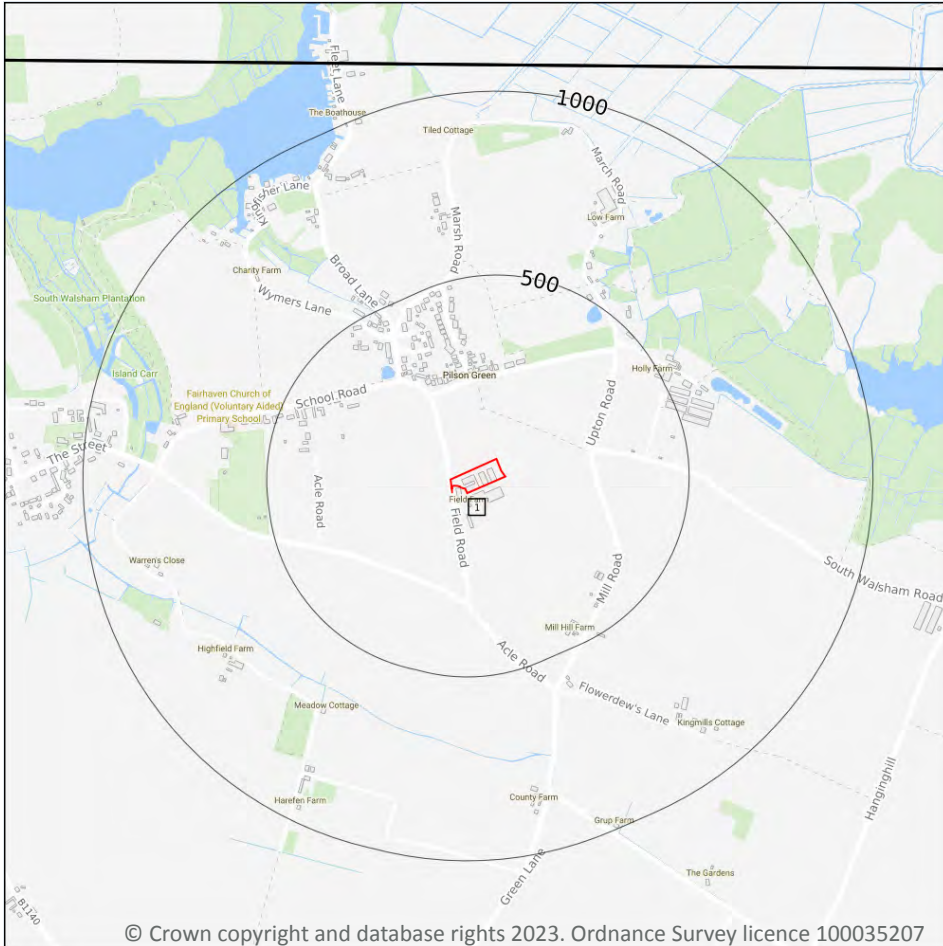 1
Fleet Lane
The Boathouse
1000
Tiled Cottage
March Road
Kingfisher Lane
Low Farm
Marsh Road
Charity Farm
Broad Lane
500
South Walsham Plantation
Wymers Lane
Island Carr
Pilson Green
Holly Farm
Fairhaven Church of
England (Voluntary Aided)
Primary School
School Road
Upton Road
The Street
Acle Road
Field Farm
1
Field Road
Warren's Close
Mill Road
South Walsham Road
Mill Hill Farm
Highfield Farm
Acle Road
Flowerdew's Lane
Meadow Cottage
Kingmills Cottage
Hanginghill
Harefen Farm
County Farm
Grup Farm
Green Lane
The Gardens
B1140
© Crown copyright and database rights 2023. Ordnance Survey licence 100035207